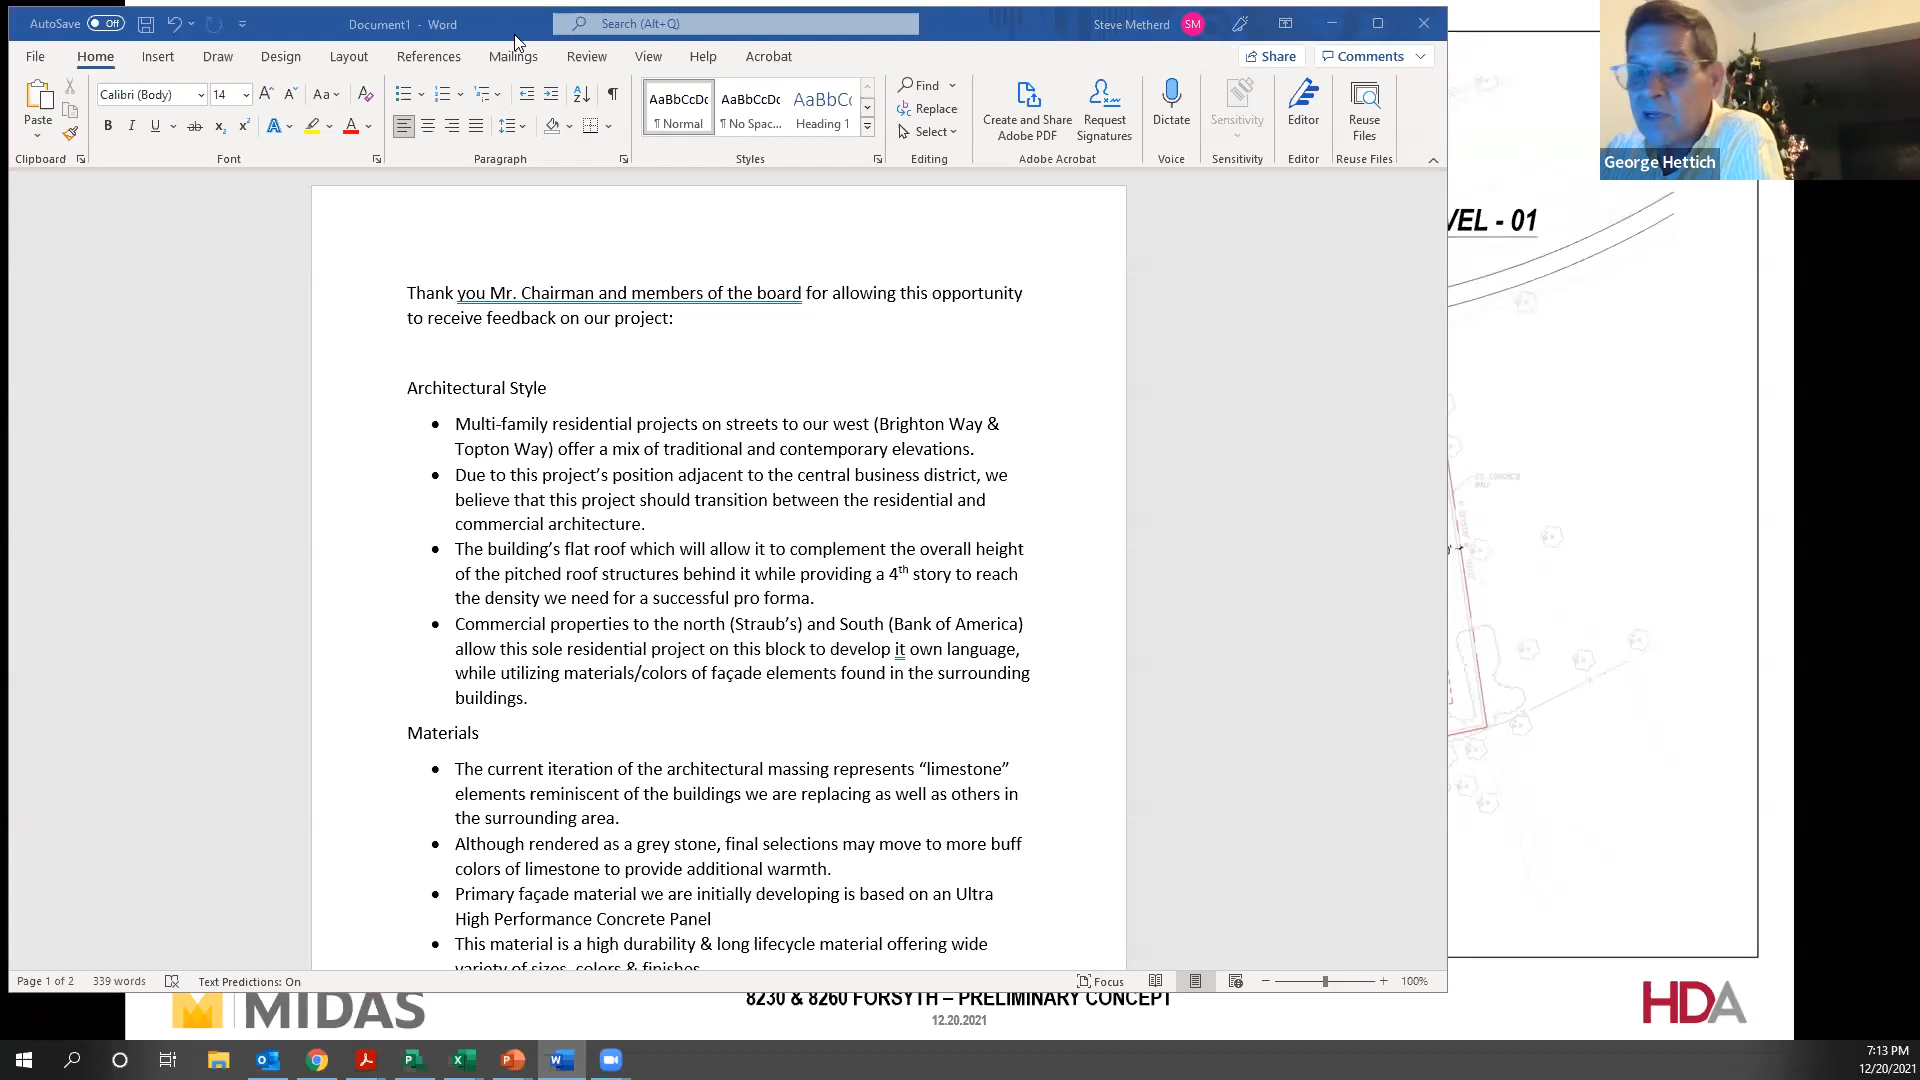 AutoSave Off Document1 - Word Search (Alt+Q) Steve Metherd SM
File Home Insert Draw Design Layout References Mailings Review View Help Acrobat Share Comments
Paste
Clipboard
Calibri (Body) 14
Font
Paragraph
AaBbCcDc AaBbCcDc AaBbC
¶ Normal ¶ No Spac... Heading 1
Styles
Find
Replace
Select
Editing
Create and Share Adobe PDF
Request Signatures
Adobe Acrobat
Dictate
Voice
Sensitivity
Sensitivity
Editor
Editor
Reuse Files
Reuse Files
George Hettich
VEL - 01
Thank you Mr. Chairman and members of the board for allowing this opportunity
to receive feedback on our project:
Architectural Style
• Multi-family residential projects on streets to our west (Brighton Way &
Topton Way) offer a mix of traditional and contemporary elevations.
• Due to this project’s position adjacent to the central business district, we
believe that this project should transition between the residential and
commercial architecture.
• The building’s flat roof which will allow it to complement the overall height
of the pitched roof structures behind it while providing a 4th story to reach
the density we need for a successful pro forma.
• Commercial properties to the north (Straub’s) and South (Bank of America)
allow this sole residential project on this block to develop it own language,
while utilizing materials/colors of façade elements found in the surrounding
buildings.
Materials
• The current iteration of the architectural massing represents “limestone”
elements reminiscent of the buildings we are replacing as well as others in
the surrounding area.
• Although rendered as a grey stone, final selections may move to more buff
colors of limestone to provide additional warmth.
• Primary façade material we are initially developing is based on an Ultra
High Performance Concrete Panel
• This material is a high durability & long lifecycle material offering wide
variety of sizes, colors & finishes
Page 1 of 2 339 words Text Predictions: On Focus 100%
MIDAS
8230 & 8260 FORSYTH – PRELIMINARY CONCEPT
12.20.2021
HDA
7:13 PM
12/20/2021